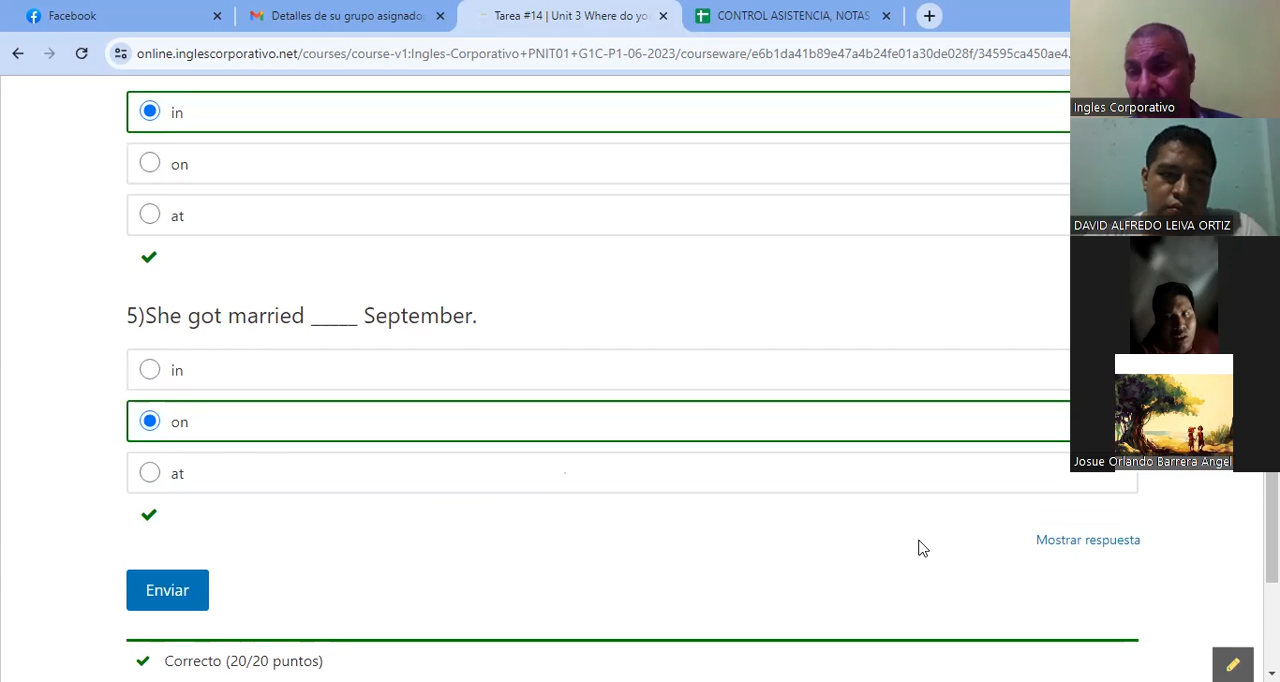 Facebook
Detalles de su grupo asignado
Tarea #14 | Unit 3 Where do yo
CONTROL ASISTENCIA, NOTAS
online.inglescorporativo.net/courses/course-v1:Ingles-Corporativo+PNIT01+G1C-P1-06-2023/courseware/e6b1da41b89e47a4b24fe01a30de028f/34595ca450ae4.
in
on
at
5)She got married _____ September.
in
on
at
Mostrar respuesta
Enviar
Correcto (20/20 puntos)
Ingles Corporativo
DAVID ALFREDO LEIVA ORTIZ
Josue Orlando Barrera Angel